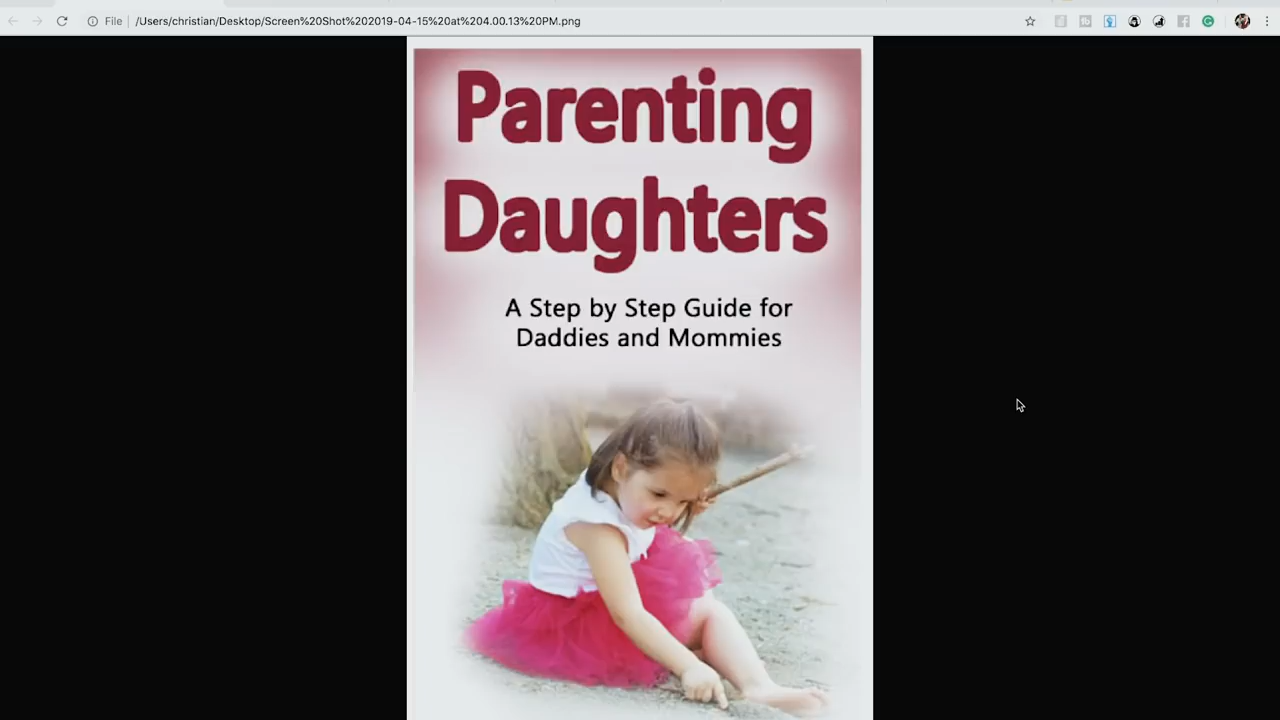 File | /Users/christian/Desktop/Screen%20Shot%202019-04-15%20at%204.00.13%20PM.png
Parenting
Daughters
A Step by Step Guide for
Daddies and Mommies